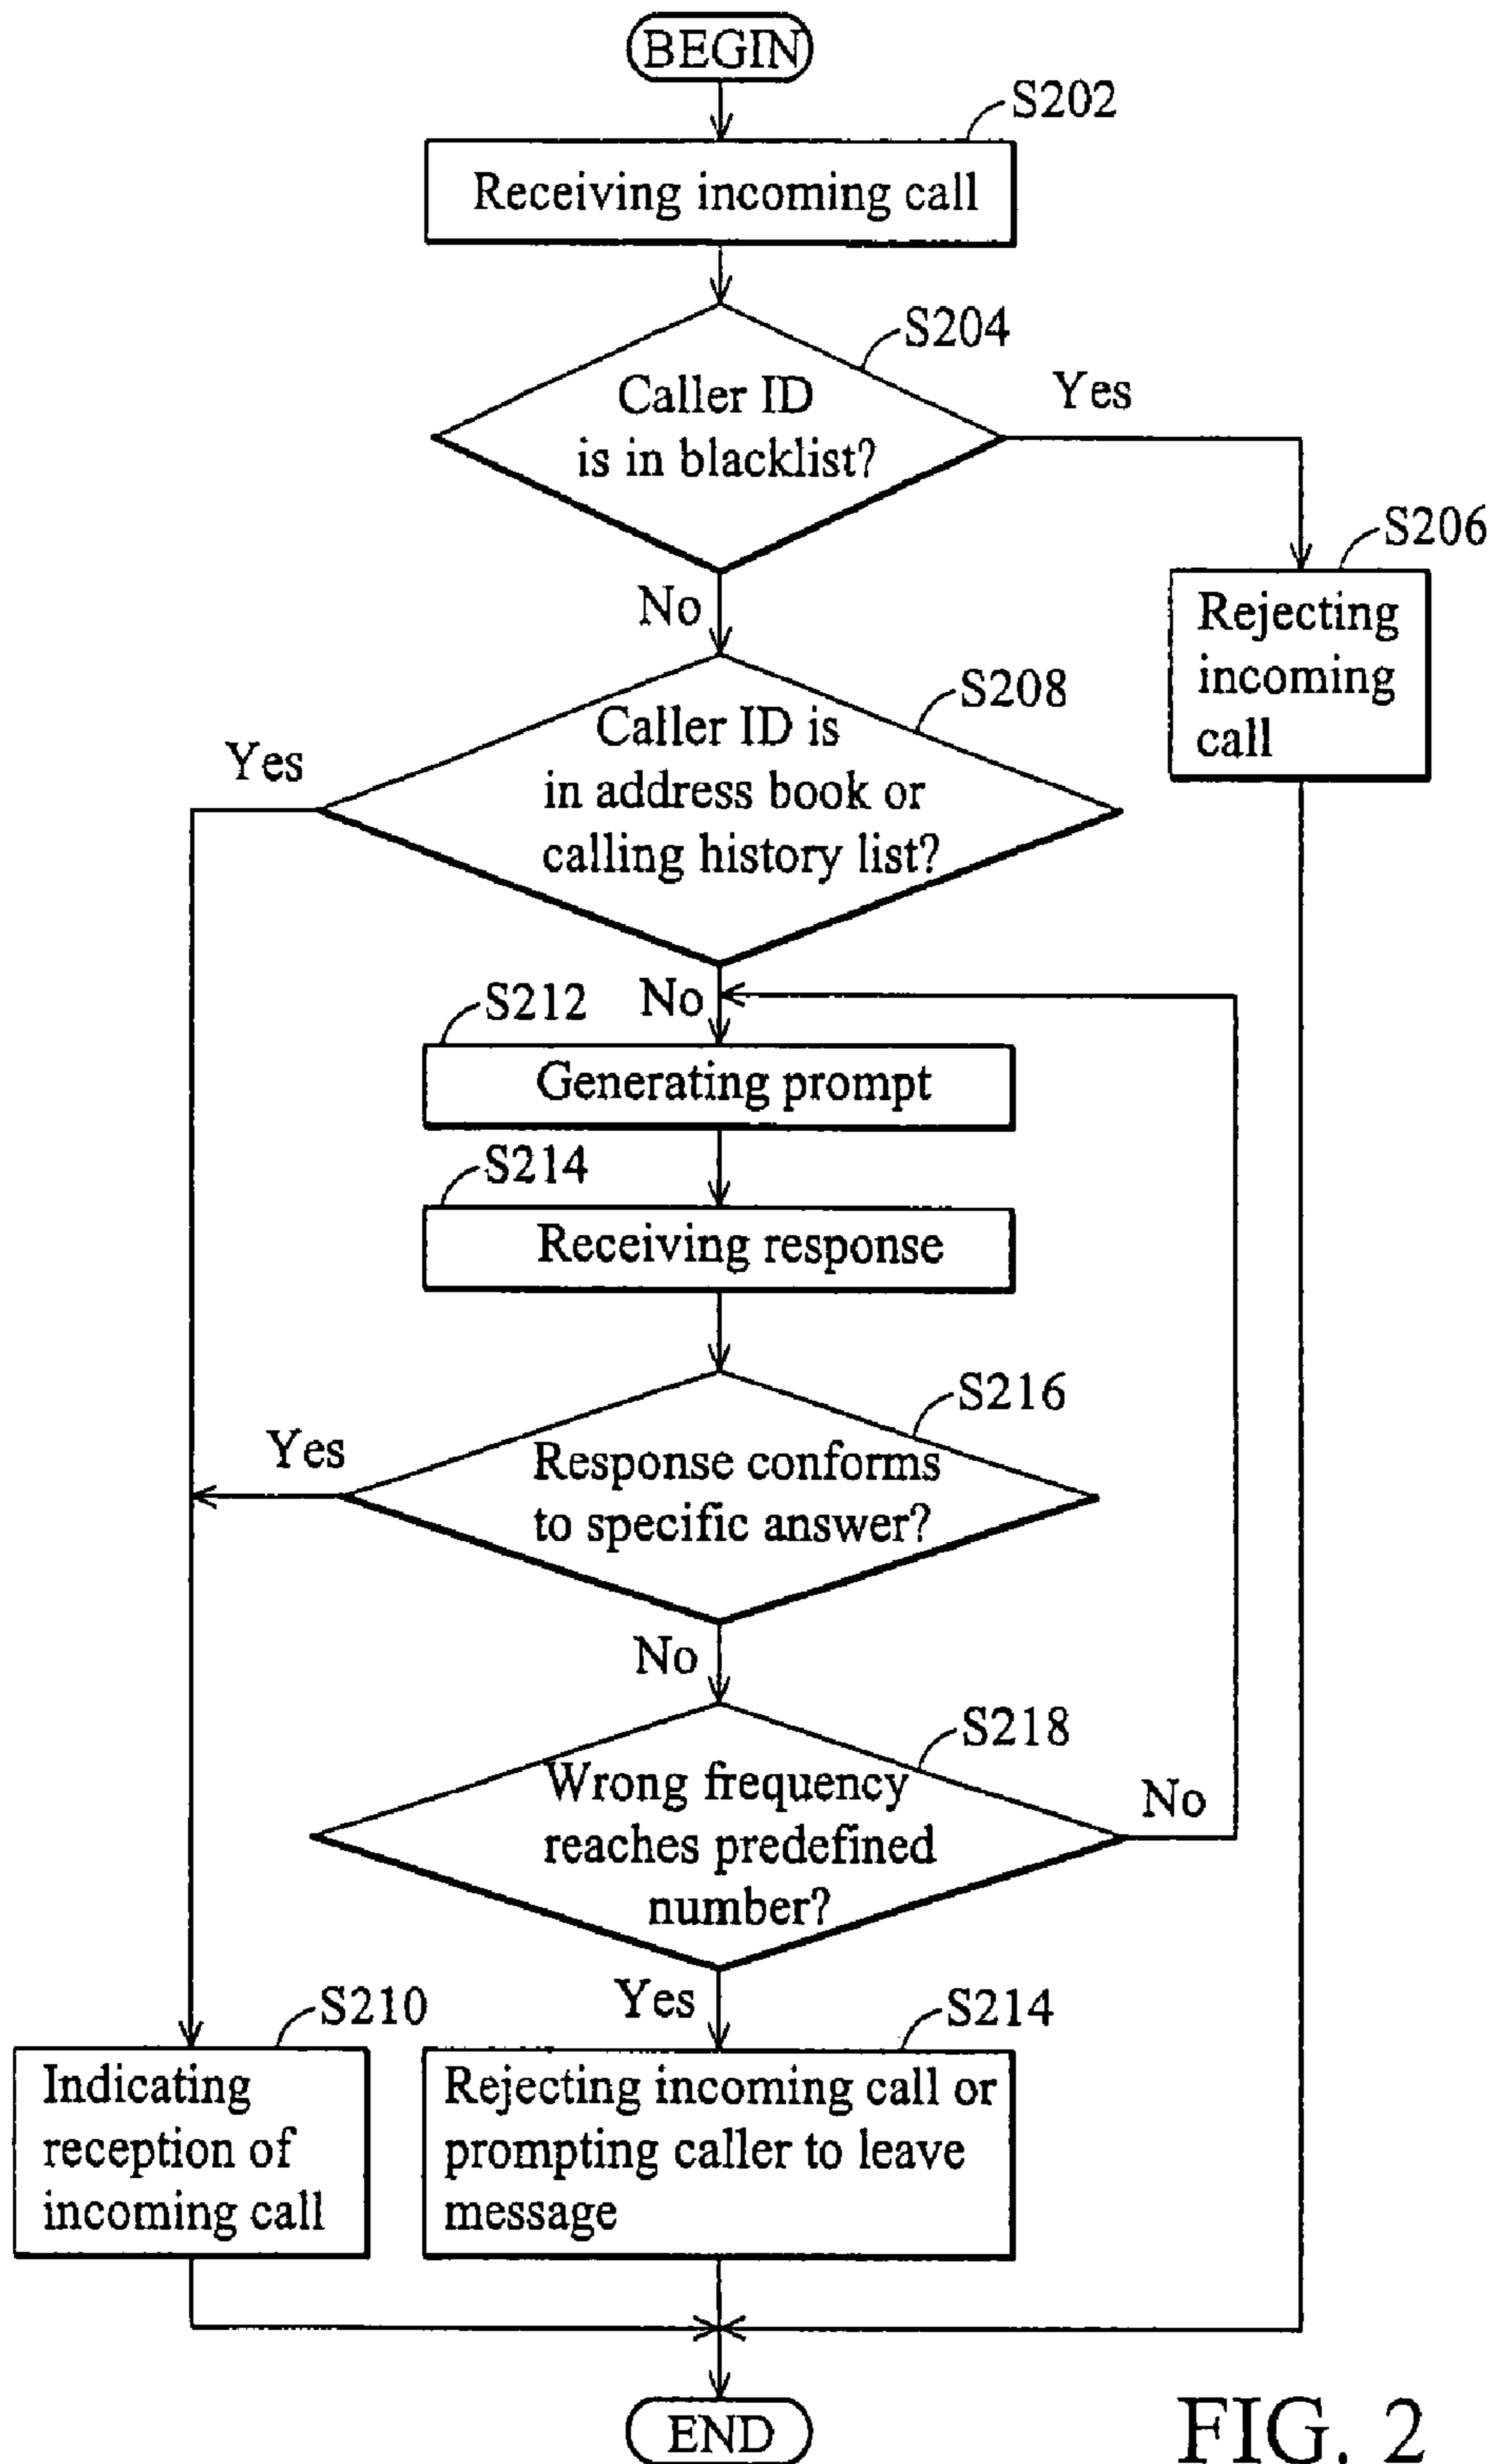 BEGIN
S202
Receiving incoming call
S204
Caller ID
is in blacklist?
Yes
No
S206
Rejecting
incoming
call
S208
Caller ID is
in address book or
calling history list?
Yes
No
S212
Generating prompt
S214
Receiving response
S216
Response conforms
to specific answer?
Yes
No
S218
Wrong frequency
reaches predefined
number?
No
Yes
S210
Indicating
reception of
incoming call
S214
Rejecting incoming call or
prompting caller to leave
message
END
FIG. 2